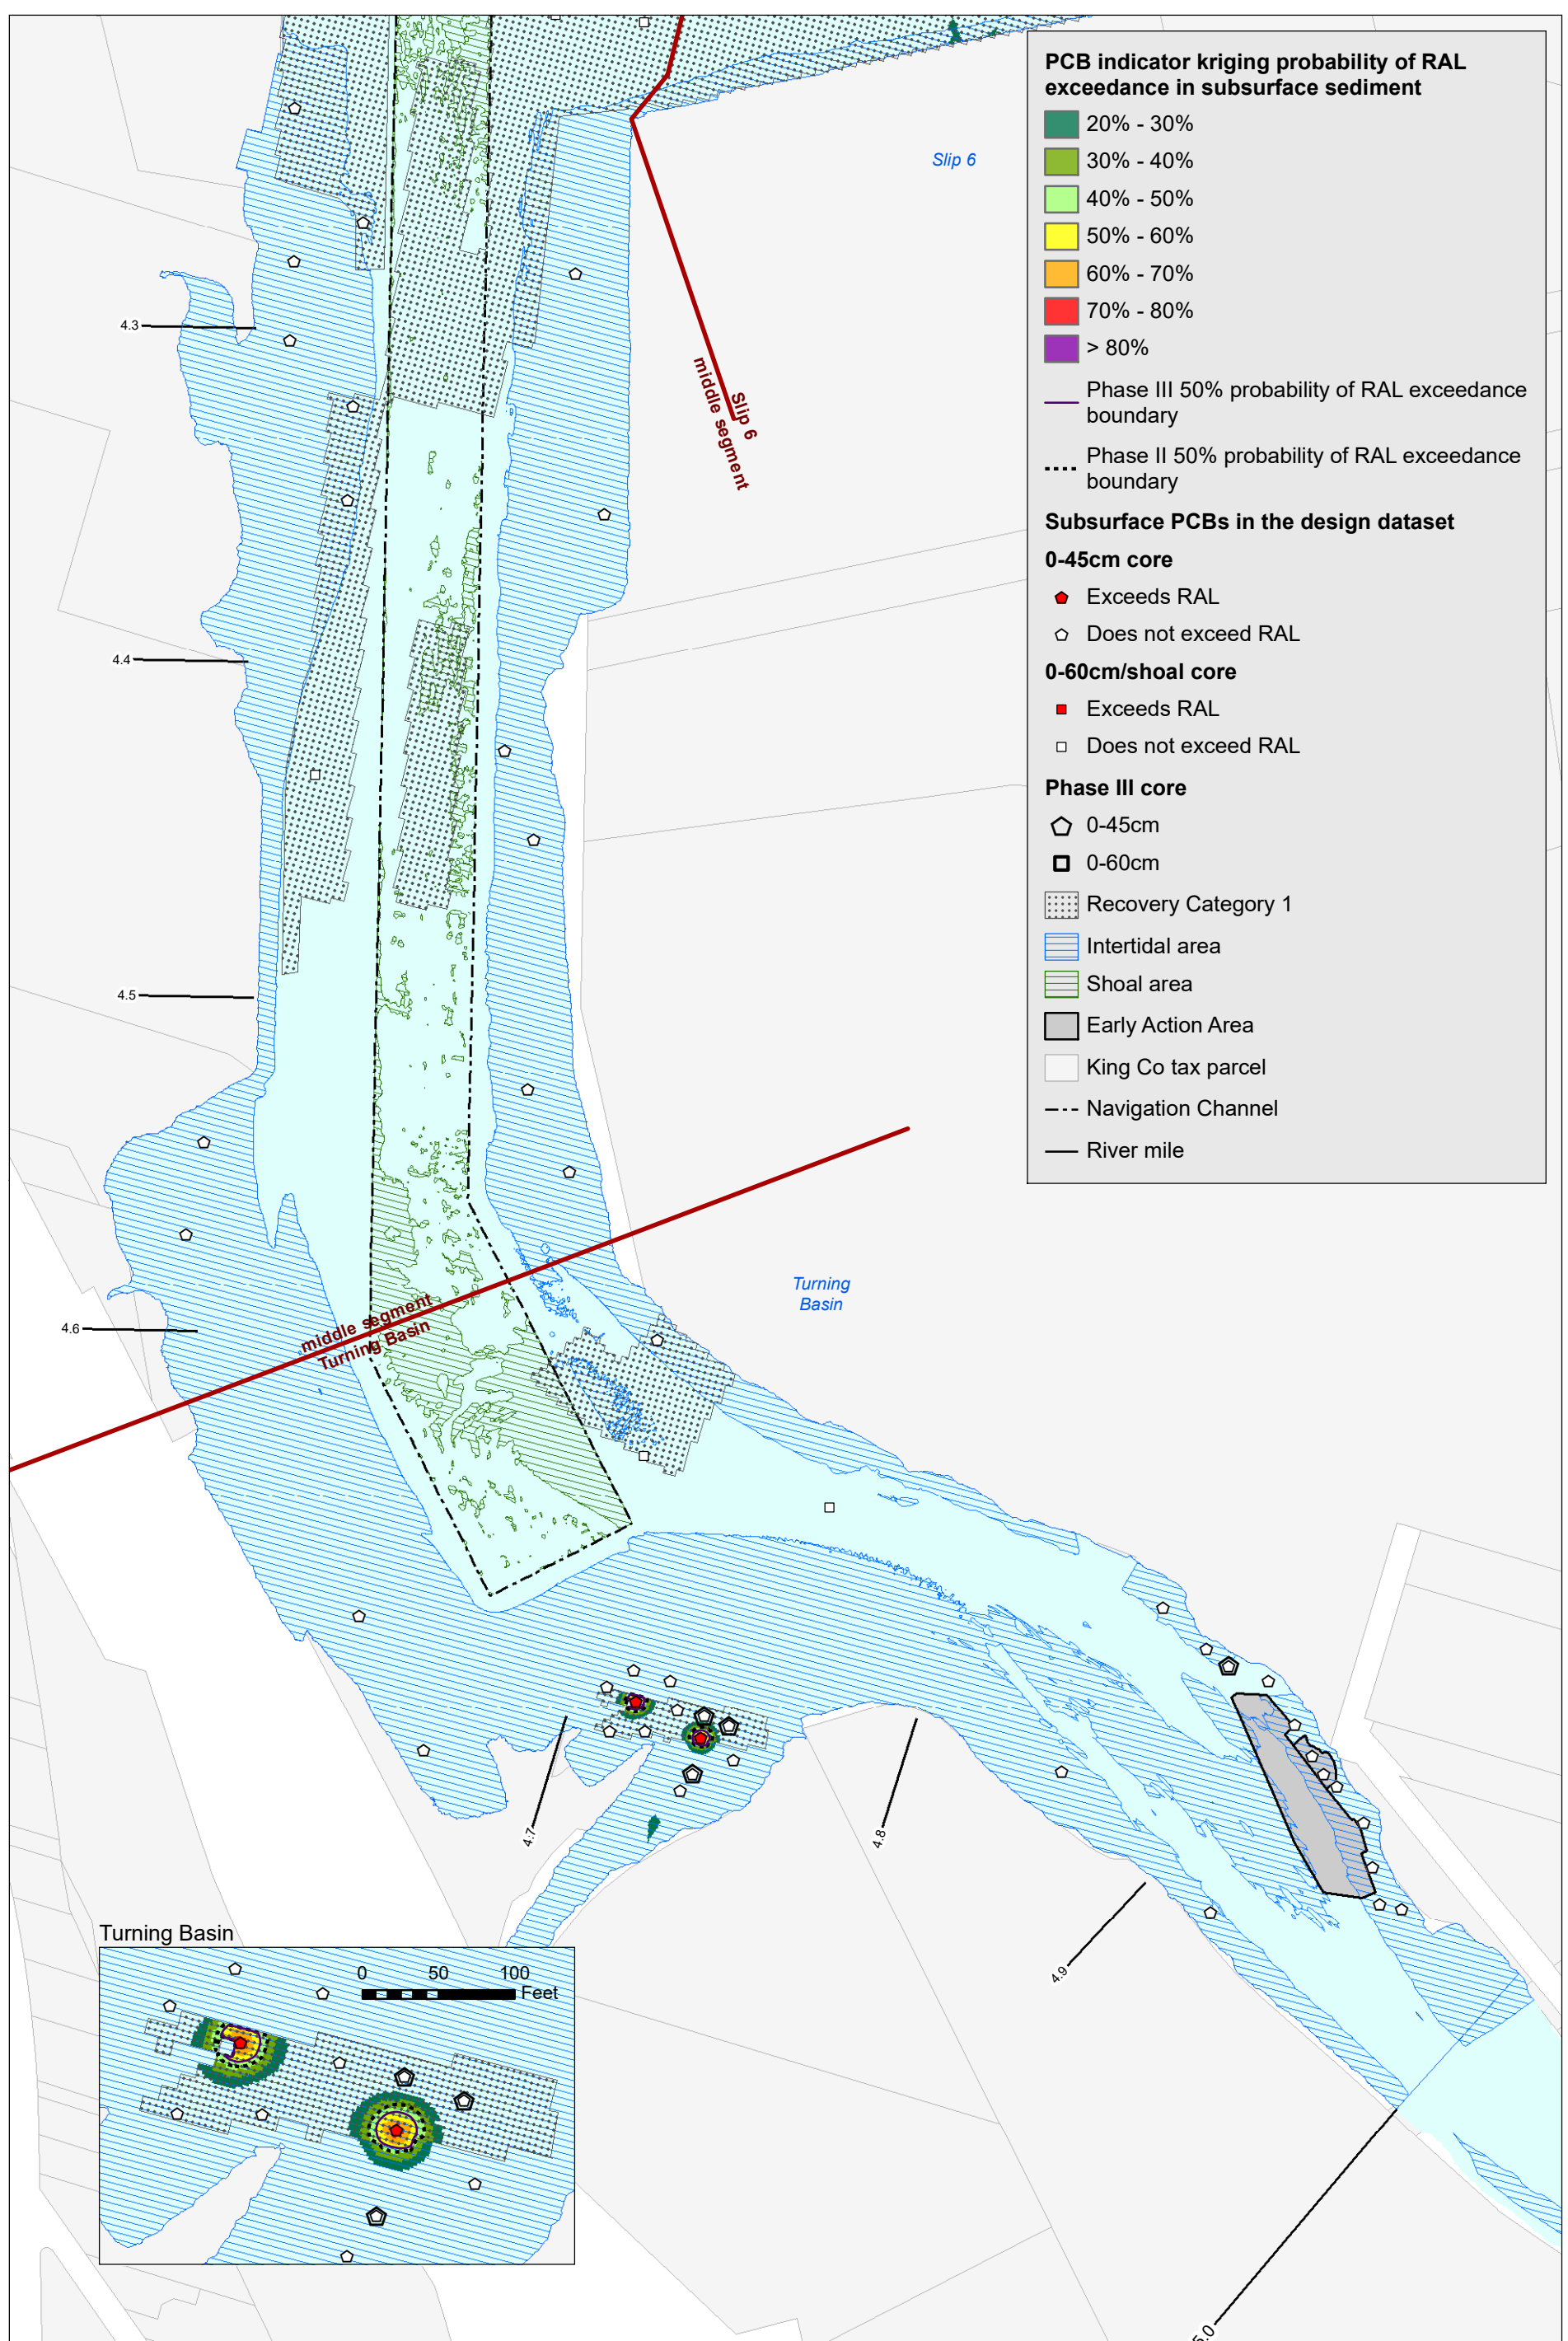 PCB indicator kriging probability of RAL
exceedance in subsurface sediment
20% - 30%
30% - 40%
40% - 50%
50% - 60%
60% - 70%
70% - 80%
> 80%
Phase III 50% probability of RAL exceedance
boundary
Phase II 50% probability of RAL exceedance
boundary
Subsurface PCBs in the design dataset
0-45cm core
Exceeds RAL
Does not exceed RAL
0-60cm/shoal core
Exceeds RAL
Does not exceed RAL
Phase III core
0-45cm
0-60cm
Recovery Category 1
Intertidal area
Shoal area
Early Action Area
King Co tax parcel
Navigation Channel
River mile
Slip 6
4.3
Slip 6
middle segment
4.4
4.5
Turning
Basin
4.6
middle segment
Turning Basin
4.7
4.8
4.9
5.0
Turning Basin
0 50 100
Feet